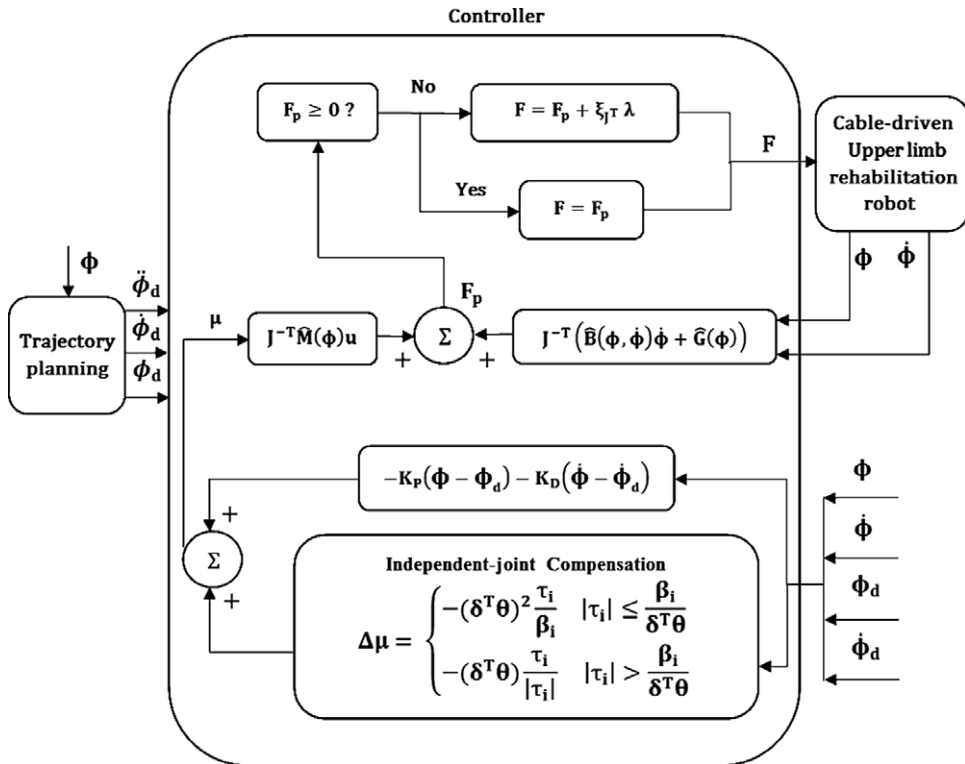 Controller
F_p ≥ 0 ?
No
F = F_p + ξ_{J^T} λ
Yes
F = F_p
F
Cable-driven
Upper limb
rehabilitation
robot
ϕ
ϕ̇
ϕ
Trajectory
planning
ϕ̈_d
ϕ̇_d
ϕ_d
μ
J^{-T}M̂(ϕ)u
+
Σ
F_p
+
J^{-T}(B̂(ϕ, ϕ̇)ϕ̇ + Ĝ(ϕ))
−K_P(ϕ − ϕ_d) − K_D(ϕ̇ − ϕ̇_d)
+
Σ
+
Independent-joint Compensation
Δμ = { −(δ^Tθ)^2 τ_i/β_i |τ_i| ≤ β_i/δ^Tθ
−(δ^Tθ) τ_i/|τ_i| |τ_i| > β_i/δ^Tθ
ϕ
ϕ̇
ϕ_d
ϕ̇_d